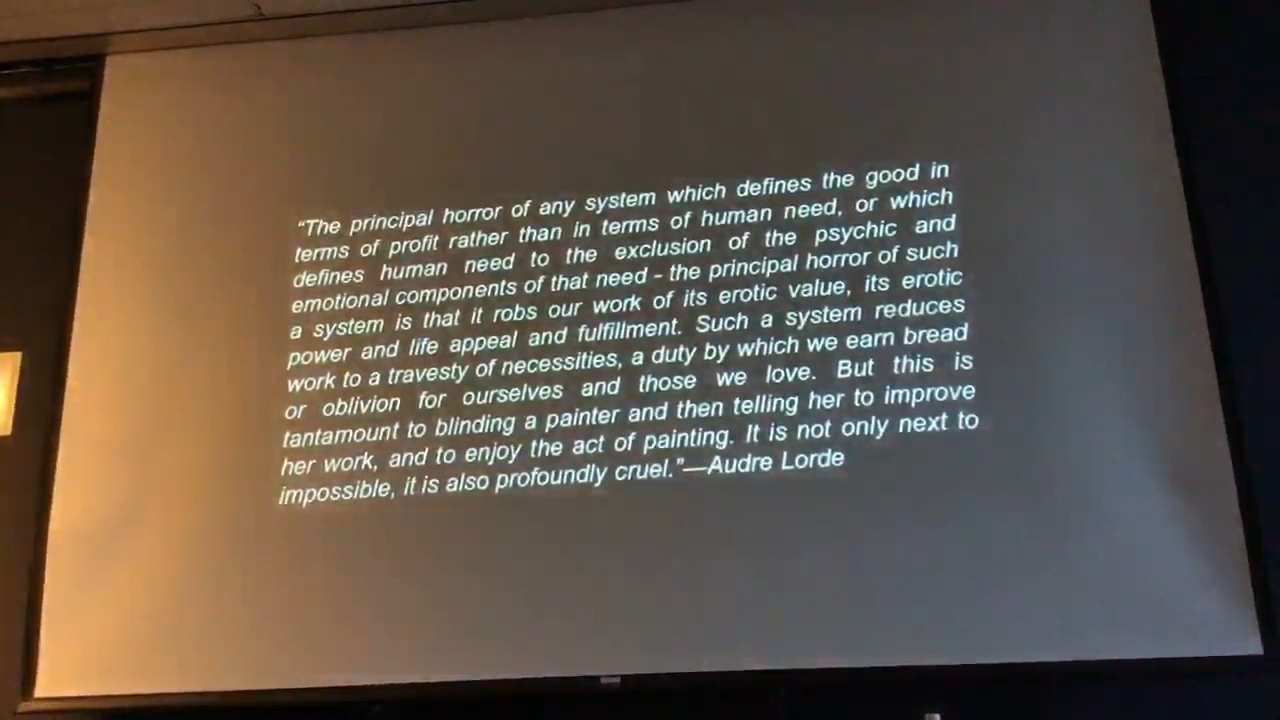 “The principal horror of any system which defines the good in
terms of profit rather than in terms of human need, or which
defines human need to the exclusion of the psychic and
emotional components of that need - the principal horror of such
a system is that it robs our work of its erotic value, its erotic
power and life appeal and fulfillment. Such a system reduces
work to a travesty of necessities, a duty by which we earn bread
or oblivion for ourselves and those we love. But this is
tantamount to blinding a painter and then telling her to improve
her work, and to enjoy the act of painting. It is not only next to
impossible, it is also profoundly cruel.”—Audre Lorde